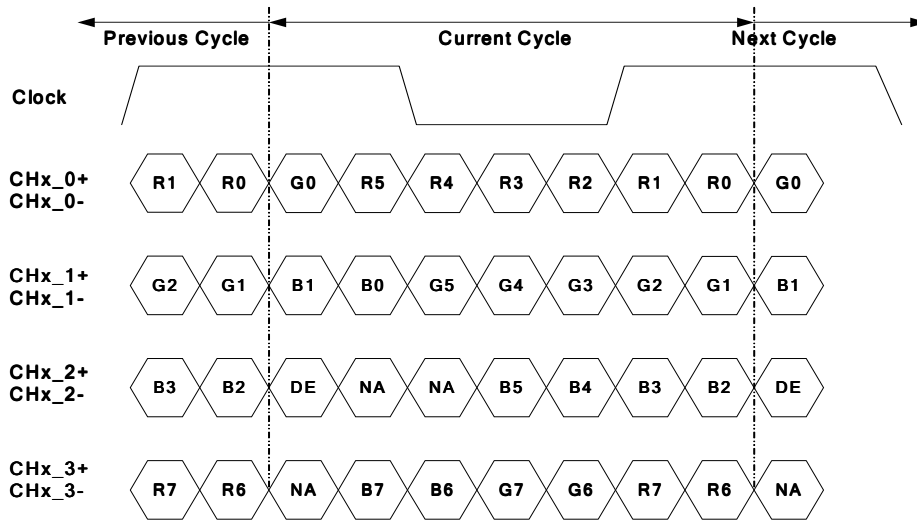 Previous Cycle Current Cycle Next Cycle
Clock
CHx_0+
CHx_0-
R1 R0 G0 R5 R4 R3 R2 R1 R0 G0
CHx_1+
CHx_1-
G2 G1 B1 B0 G5 G4 G3 G2 G1 B1
CHx_2+
CHx_2-
B3 B2 DE NA NA B5 B4 B3 B2 DE
CHx_3+
CHx_3-
R7 R6 NA B7 B6 G7 G6 R7 R6 NA